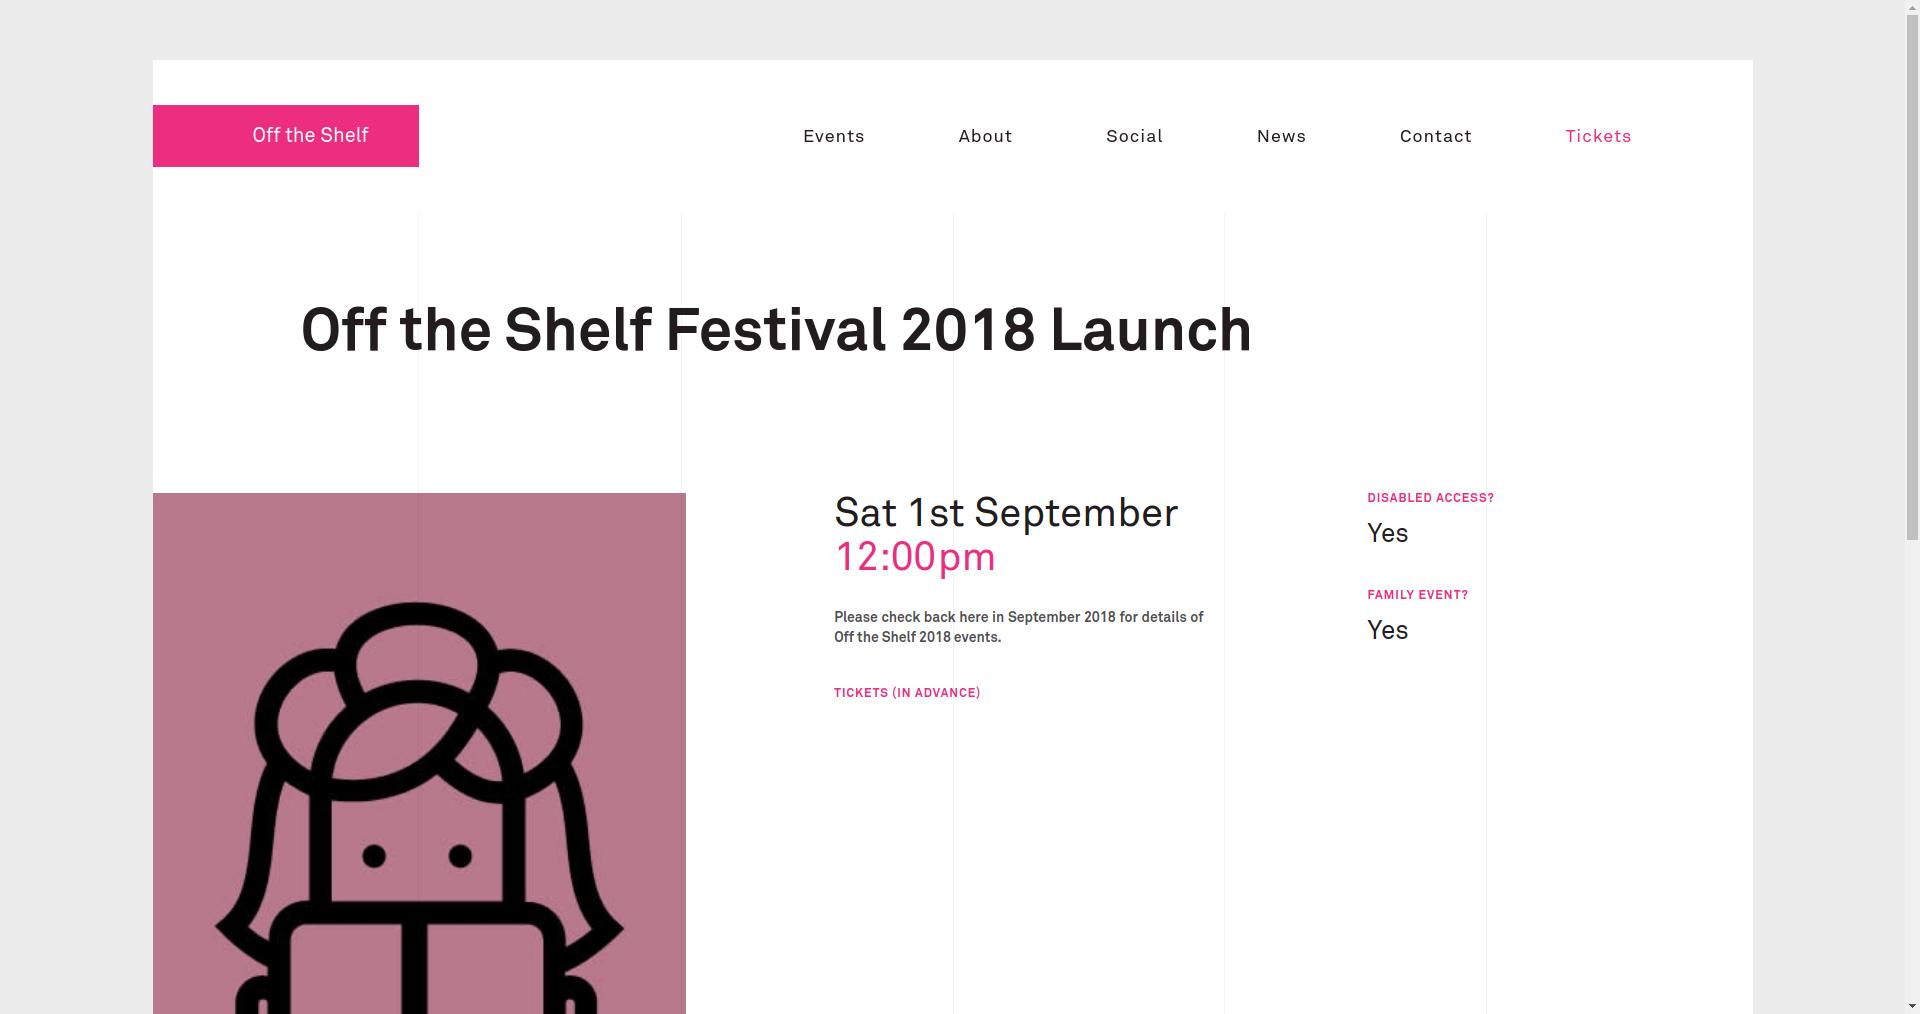 Off the Shelf
Events
About
Social
News
Contact
Tickets
Off the Shelf Festival 2018 Launch
Sat 1st September
12:00pm
Please check back here in September 2018 for details of
Off the Shelf 2018 events.
TICKETS (IN ADVANCE)
DISABLED ACCESS?
Yes
FAMILY EVENT?
Yes